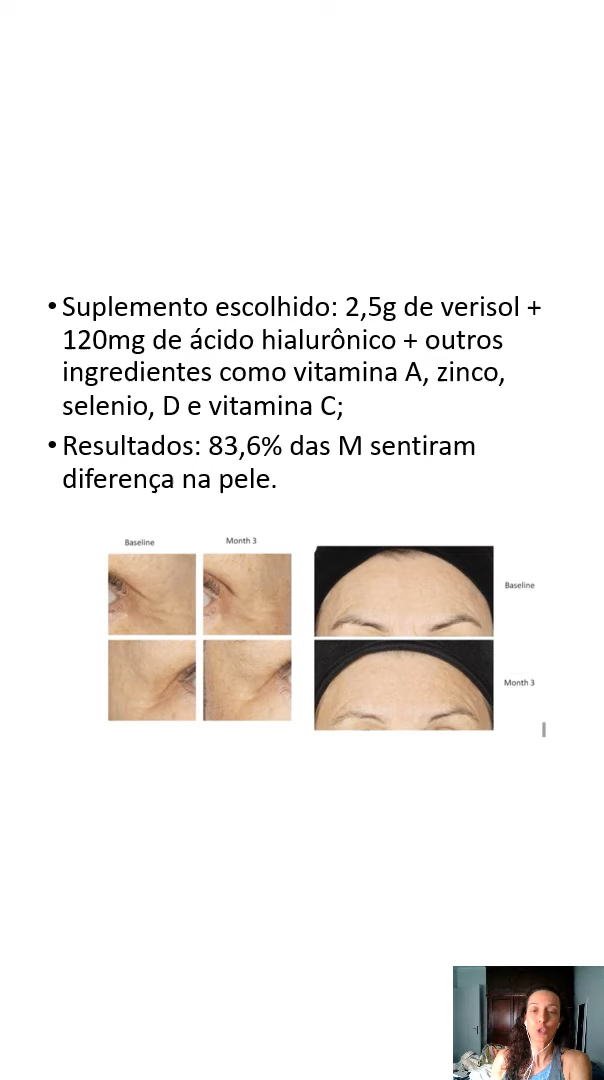 • Suplemento escolhido: 2,5g de verisol +
120mg de ácido hialurônico + outros
ingredientes como vitamina A, zinco,
selenio, D e vitamina C;
• Resultados: 83,6% das M sentiram
diferença na pele.
Baseline
Month 3
Baseline
Month 3